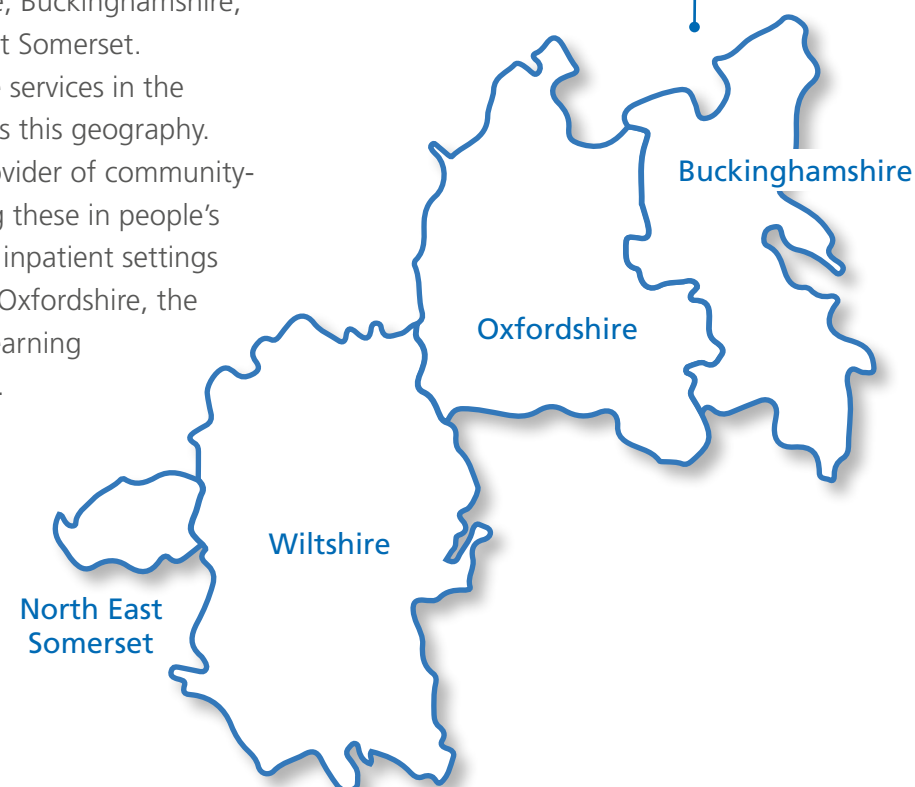 , Buckinghamshire,
t Somerset.
services in the
s this geography.
vider of community-
g these in people's
inpatient settings
Oxfordshire, the
earning
.
Buckinghamshire
Oxfordshire
Wiltshire
North East
Somerset